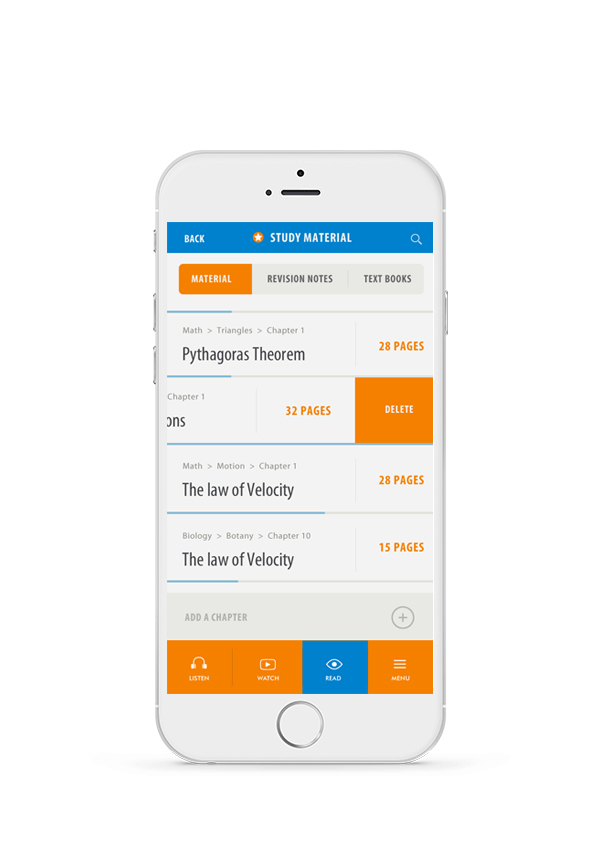 BACK STUDY MATERIAL
MATERIAL REVISION NOTES TEXT BOOKS
Math > Triangles > Chapter 1
Pythagoras Theorem 28 PAGES
Chapter 1
ons 32 PAGES DELETE
Math > Motion > Chapter 1
The law of Velocity 28 PAGES
Biology > Botany > Chapter 10
The law of Velocity 15 PAGES
ADD A CHAPTER
LISTEN WATCH READ MENU